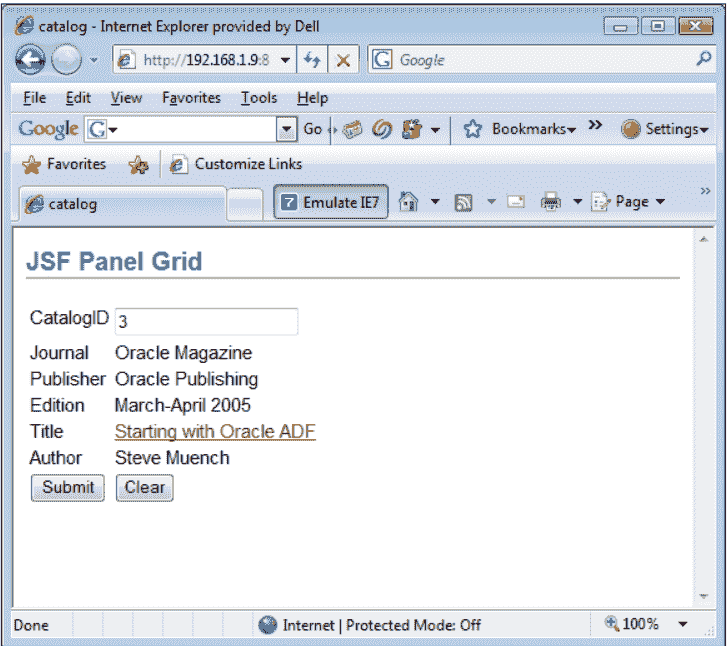 catalog - Internet Explorer provided by Dell
http://192.168.1.9:8
Google
File Edit View Favorites Tools Help
Google G Go Bookmarks Settings
Favorites Customize Links
catalog
7 Emulate IE7 Page
JSF Panel Grid
CatalogID 3
Journal Oracle Magazine
Publisher Oracle Publishing
Edition March-April 2005
Title Starting with Oracle ADF
Author Steve Muench
Submit Clear
Done Internet | Protected Mode: Off 100%